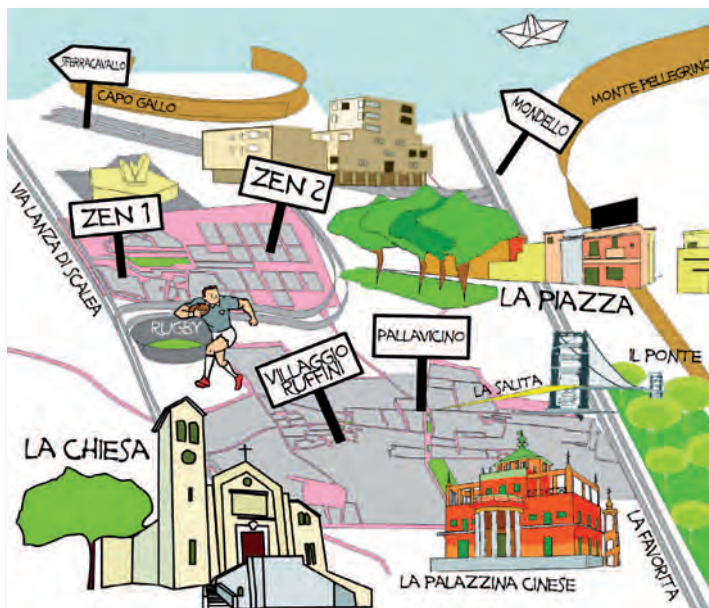 SFERRACAVALLO
CAPO GALLO
MONDELLO
MONTE PELLEGRINO
VIA LANZA DI SCALEA
ZEN 1
ZEN 2
LA PIAZZA
RUGBY
VILLAGGIO
RUFFINI
PALLAVICINO
IL PONTE
LA SALITA
LA CHIESA
LA PALAZZINA CINESE
LA FAVORITA